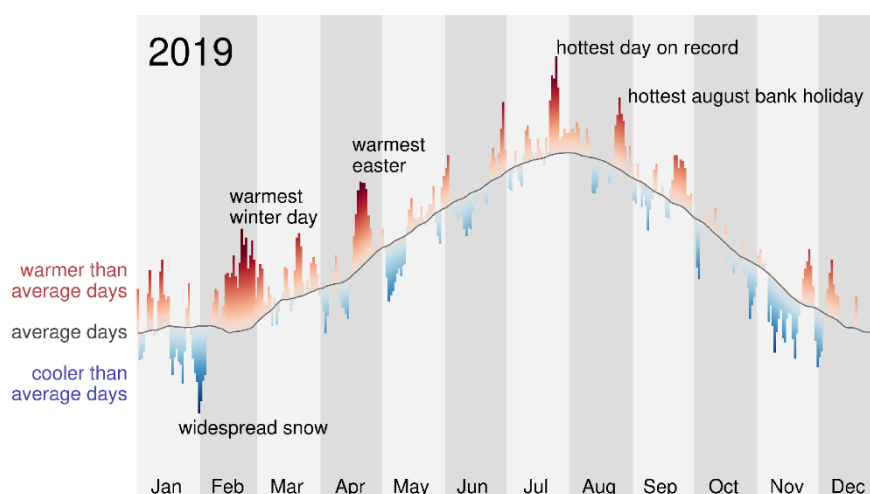 2019
hottest day on record
hottest august bank holiday
warmest
easter
warmest
winter day
warmer than
average days
average days
cooler than
average days
widespread snow
Jan Feb Mar Apr May Jun Jul Aug Sep Oct Nov Dec